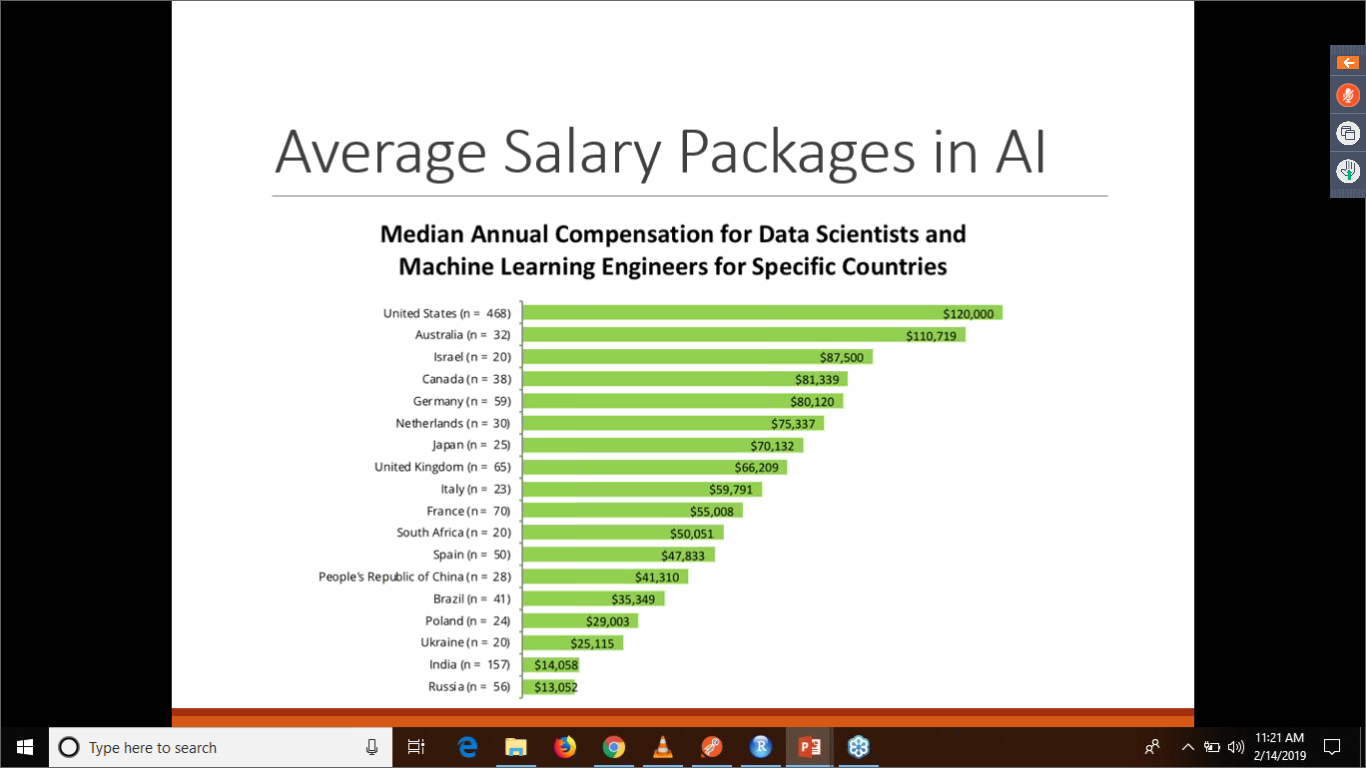 Average Salary Packages in AI
Median Annual Compensation for Data Scientists and
Machine Learning Engineers for Specific Countries
United States (n = 468) $120,000
Australia (n = 32) $110,719
Israel (n = 20) $87,500
Canada (n = 38) $81,339
Germany (n = 59) $80,120
Netherlands (n = 30) $75,337
Japan (n = 25) $70,132
United Kingdom (n = 65) $66,209
Italy (n = 23) $59,791
France (n = 70) $55,008
South Africa (n = 20) $50,051
Spain (n = 50) $47,833
People's Republic of China (n = 28) $41,310
Brazil (n = 41) $35,349
Poland (n = 24) $29,003
Ukraine (n = 20) $25,115
India (n = 157) $14,058
Russia (n = 56) $13,052
Type here to search
11:21 AM
2/14/2019